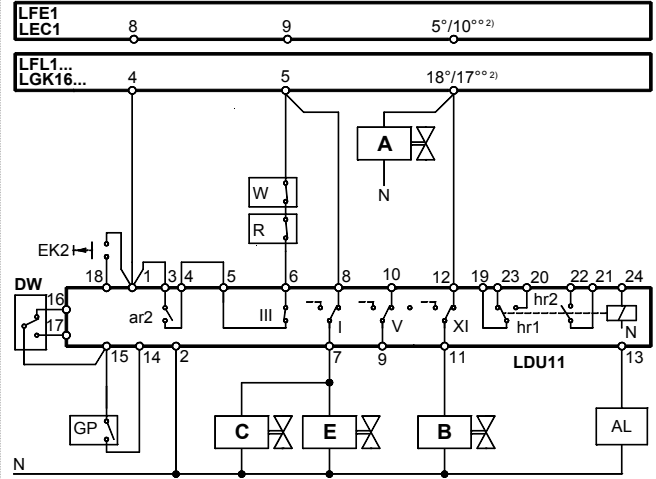 LFE1
LEC1
8 9 5°/10°° 2)
LFL1...
LGK16...
4 5 18°/17°° 2)
A
N
W
R
EK2
18 1 3 4 5 6 8 10 12 19 23 20 22 21 24
DW
16
17
ar2 III I V XI hr1 hr2 N
15 14 2 7 9 11 LDU11 13
GP C E B AL
N